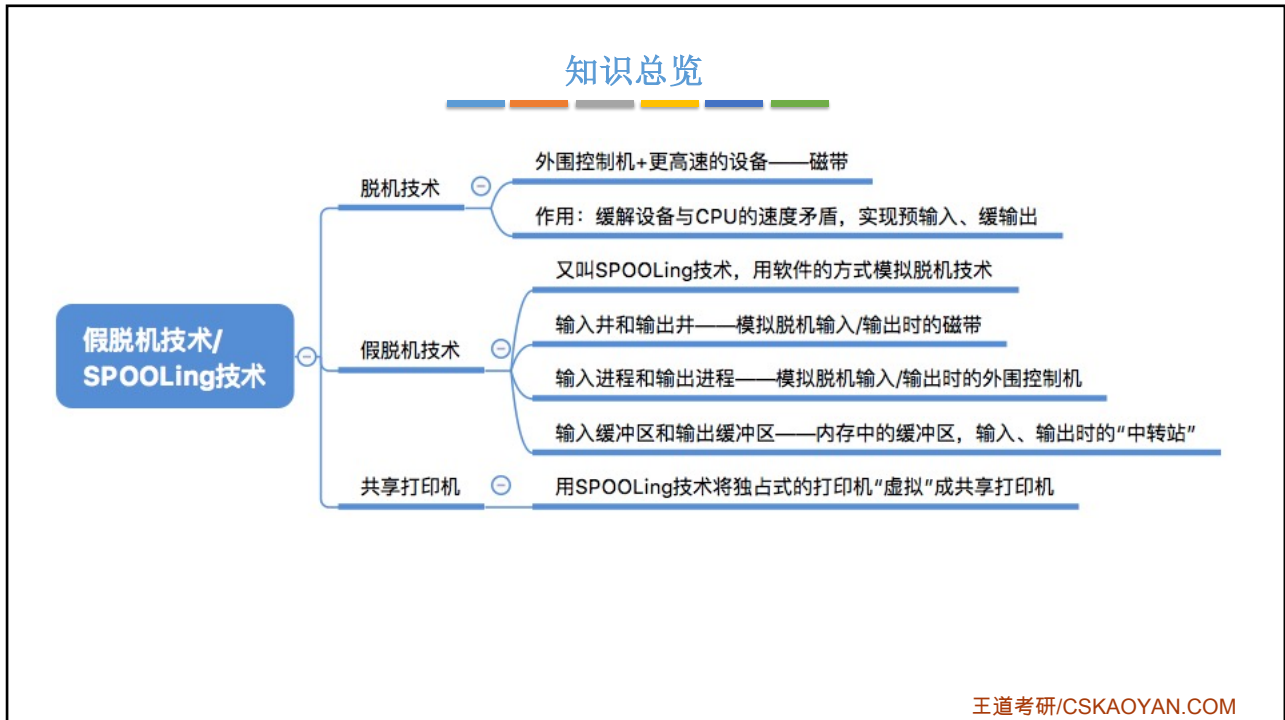 知识总览
外围控制机+更高速的设备——磁带
脱机技术
作用：缓解设备与CPU的速度矛盾，实现预输入、缓输出
又叫SPOOLing技术，用软件的方式模拟脱机技术
输入井和输出井——模拟脱机输入/输出时的磁带
假脱机技术/
SPOOLing技术
假脱机技术
输入进程和输出进程——模拟脱机输入/输出时的外围控制机
输入缓冲区和输出缓冲区——内存中的缓冲区，输入、输出时的“中转站”
共享打印机
用SPOOLing技术将独占式的打印机“虚拟”成共享打印机
王道考研/CSKAOYAN.COM